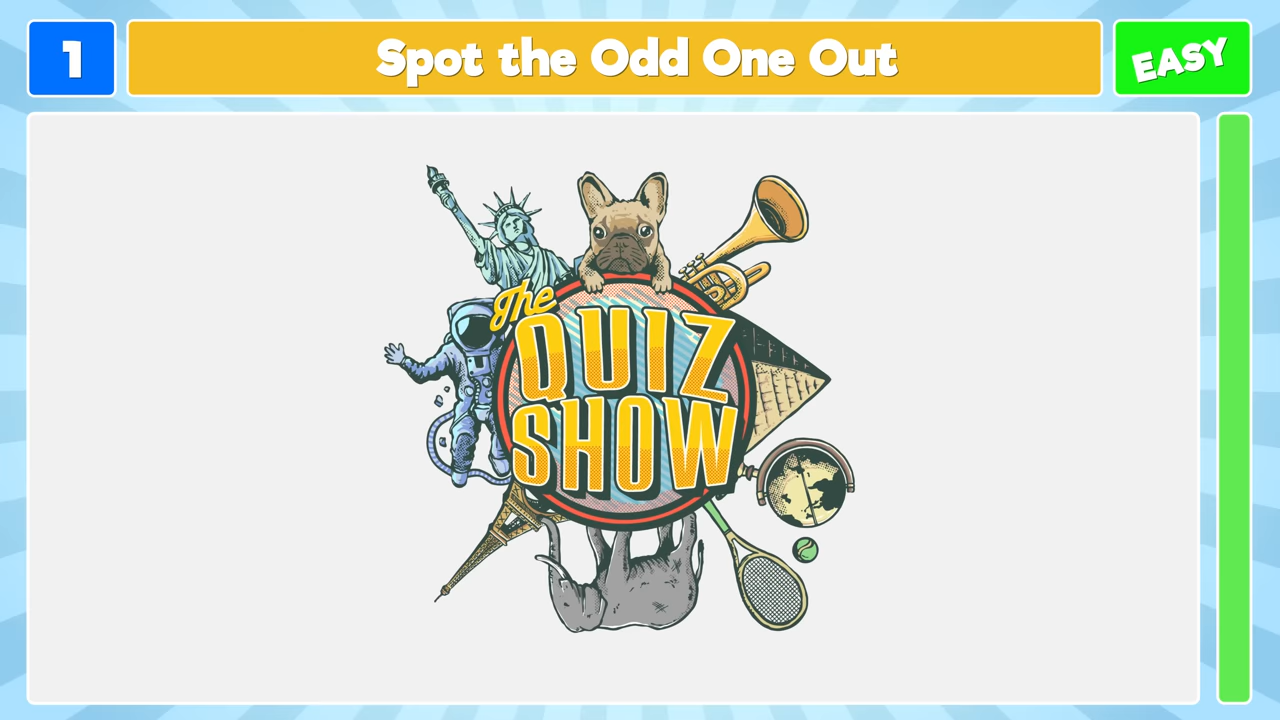 1
Spot the Odd One Out
EASY
The
QUIZ
SHOW